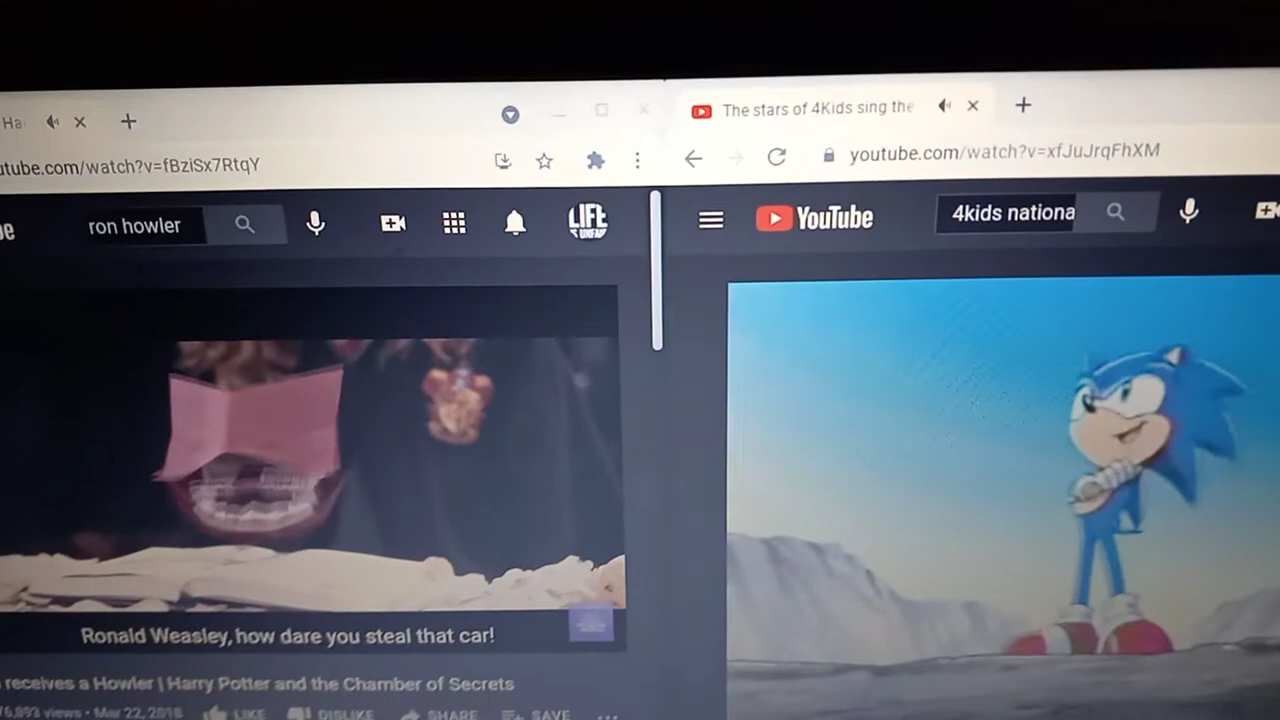 Ha
utube.com/watch?v=fBziSx7RtqY
be
ron howler
LIFE
Ronald Weasley, how dare you steal that car!
receives a Howler | Harry Potter and the Chamber of Secrets
6,893 views • Mar 22, 2018
LIKE
DISLIKE
SHARE
SAVE
The stars of 4Kids sing the
youtube.com/watch?v=xfJuJrqFhXM
YouTube
4kids nationa